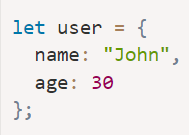 let user = {
  name: "John",
  age: 30
};